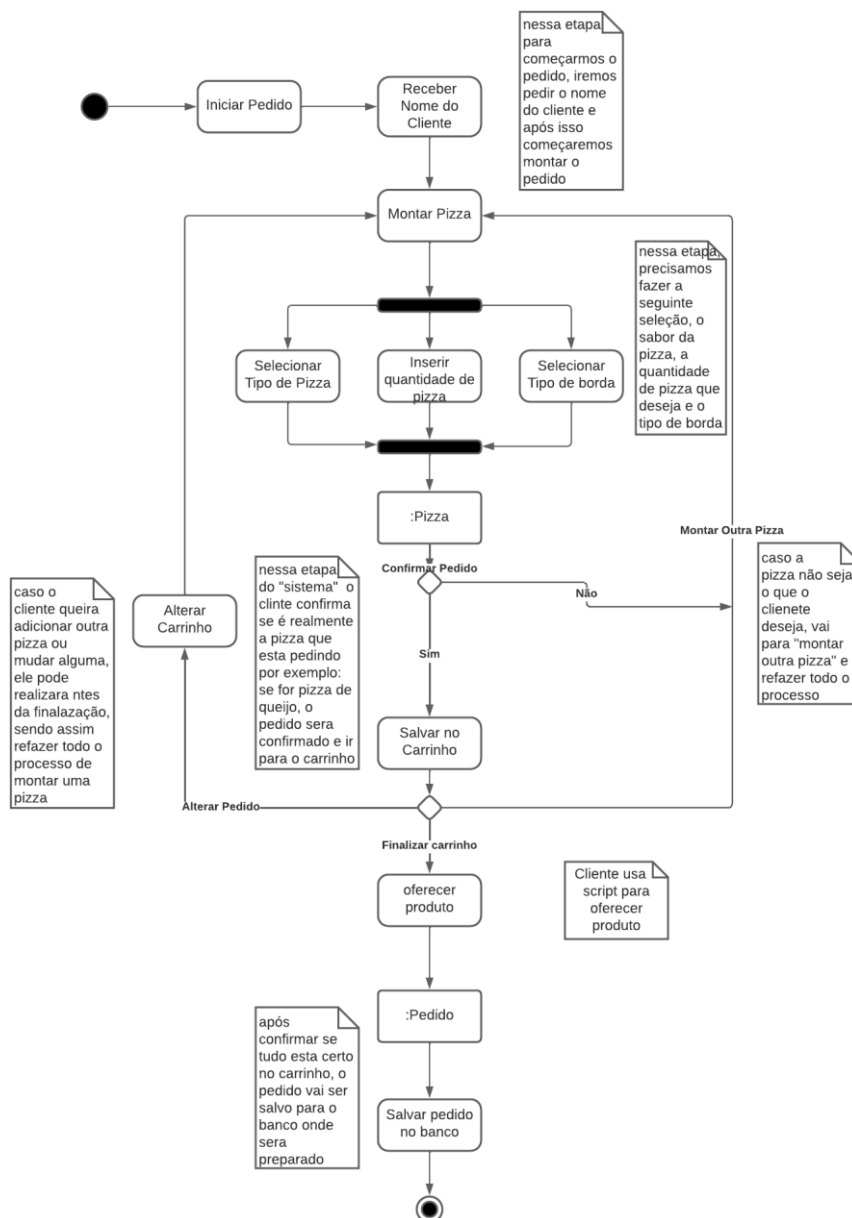 nessa etapa
para
começarmos o
pedido, iremos
pedir o nome
do cliente e
após isso
começaremos
montar o
pedido
Iniciar Pedido
Receber
Nome do
Cliente
Montar Pizza
nessa etapa,
precisamos
fazer a
seguinte
seleção, o
sabor da
pizza, a
quantidade
de pizza que
deseja e o
tipo de borda
Selecionar
Tipo de Pizza
Inserir
quantidade de
pizza
Selecionar
Tipo de borda
:Pizza
Montar Outra Pizza
Confirmar Pedido
Não
caso a
pizza não seja
o que o
clienete
deseja, vai
para "montar
outra pizza" e
refazer todo o
processo
nessa etapa
do "sistema" o
clinte confirma
se é realmente
a pizza que
esta pedindo
por exemplo:
se for pizza de
queijo, o
pedido sera
confirmado e ir
para o carrinho
caso o
cliente queira
adicionar outra
pizza ou
mudar alguma,
ele pode
realizara ntes
da finalazação,
sendo assim
refazer todo o
processo de
montar uma
pizza
Alterar
Carrinho
Sim
Salvar no
Carrinho
Alterar Pedido
Finalizar carrinho
oferecer
produto
Cliente usa
script para
oferecer
produto
:Pedido
após
confirmar se
tudo esta certo
no carrinho, o
pedido vai ser
salvo para o
banco onde
sera
preparado
Salvar pedido
no banco